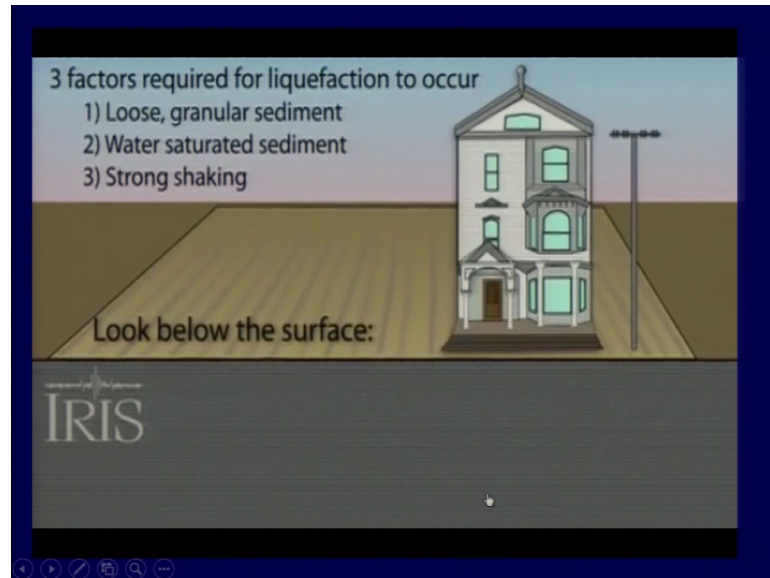 3 factors required for liquefaction to occur
1) Loose, granular sediment
2) Water saturated sediment
3) Strong shaking
Look below the surface:
IRIS